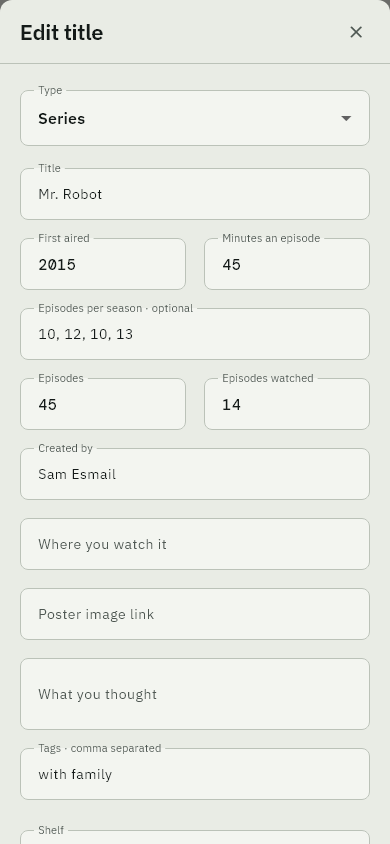 Edit title
Type
Series
Title
Mr. Robot
First aired
2015
Minutes an episode
45
Episodes per season · optional
10, 12, 10, 13
Episodes
45
Episodes watched
14
Created by
Sam Esmail
Where you watch it
Poster image link
What you thought
Tags · comma separated
with family
Shelf